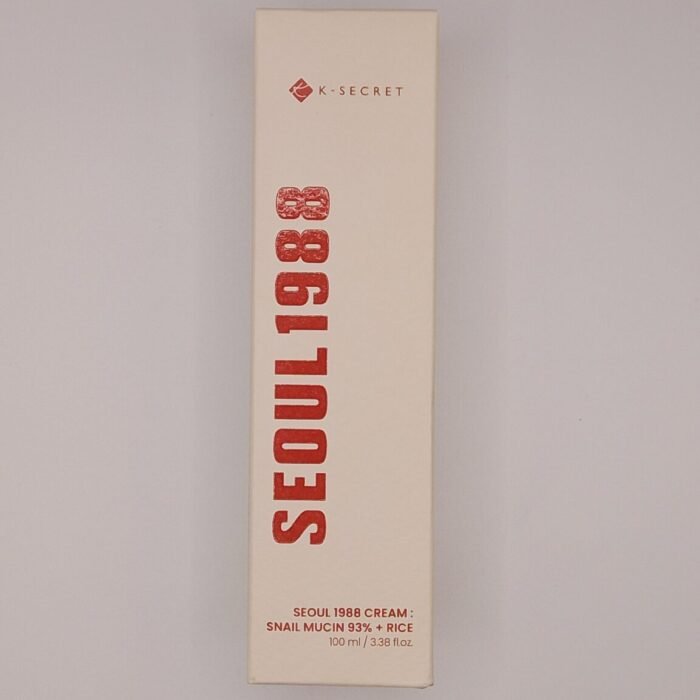 K-SECRET
SEOUL1988
SEOUL 1988 CREAM :
SNAIL MUCIN 93% + RICE
100 ml / 3.38 fl.oz.